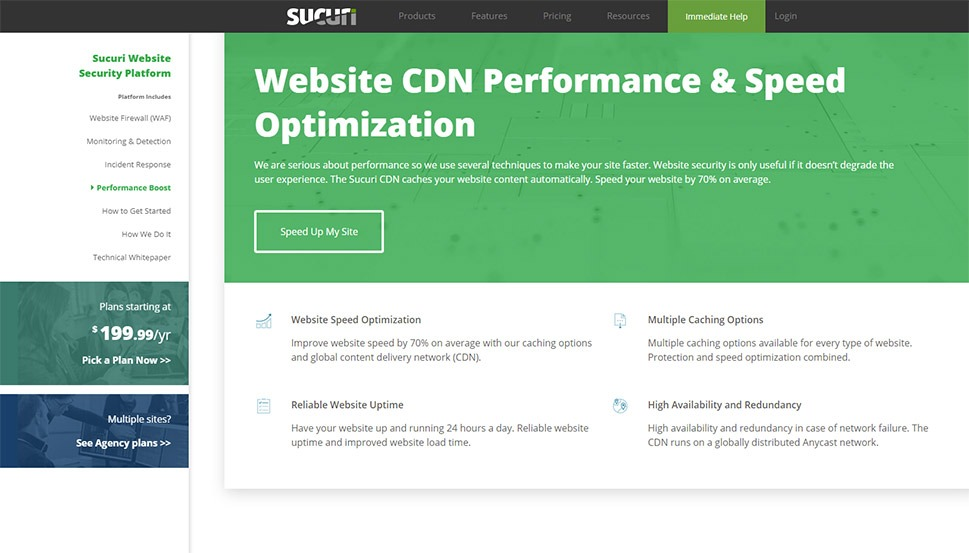 SUCURI
Products
Features
Pricing
Resources
Immediate Help
Login
Sucuri Website
Security Platform
Platform Includes
Website Firewall (WAF)
Monitoring & Detection
Incident Response
Performance Boost
How to Get Started
How We Do It
Technical Whitepaper
Plans starting at
$199.99/yr
Pick a Plan Now >>
Multiple sites?
See Agency plans >>
Website CDN Performance & Speed
Optimization
We are serious about performance so we use several techniques to make your site faster. Website security is only useful if it doesn’t degrade the
user experience. The Sucuri CDN caches your website content automatically. Speed your website by 70% on average.
Speed Up My Site
Website Speed Optimization
Improve website speed by 70% on average with our caching options
and global content delivery network (CDN).
Multiple Caching Options
Multiple caching options available for every type of website.
Protection and speed optimization combined.
Reliable Website Uptime
Have your website up and running 24 hours a day. Reliable website
uptime and improved website load time.
High Availability and Redundancy
High availability and redundancy in case of network failure. The
CDN runs on a globally distributed Anycast network.